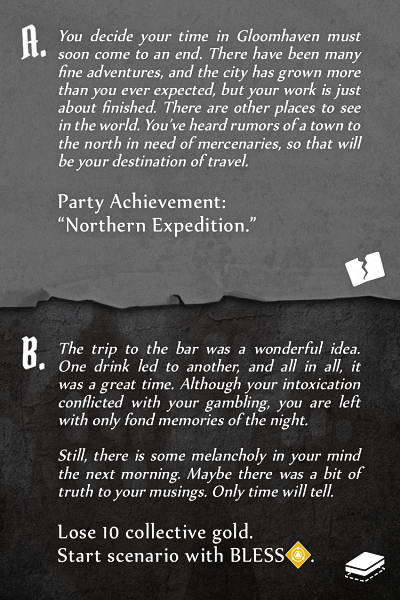 A.
You decide your time in Gloomhaven must
soon come to an end. There have been many
fine adventures, and the city has grown more
than you ever expected, but your work is just
about finished. There are other places to see
in the world. You've heard rumors of a town to
the north in need of mercenaries, so that will
be your destination of travel.
Party Achievement:
“Northern Expedition.”
B.
The trip to the bar was a wonderful idea.
One drink led to another, and all in all, it
was a great time. Although your intoxication
conflicted with your gambling, you are left
with only fond memories of the night.
Still, there is some melancholy in your mind
the next morning. Maybe there was a bit of
truth to your musings. Only time will tell.
Lose 10 collective gold.
Start scenario with BLESS.